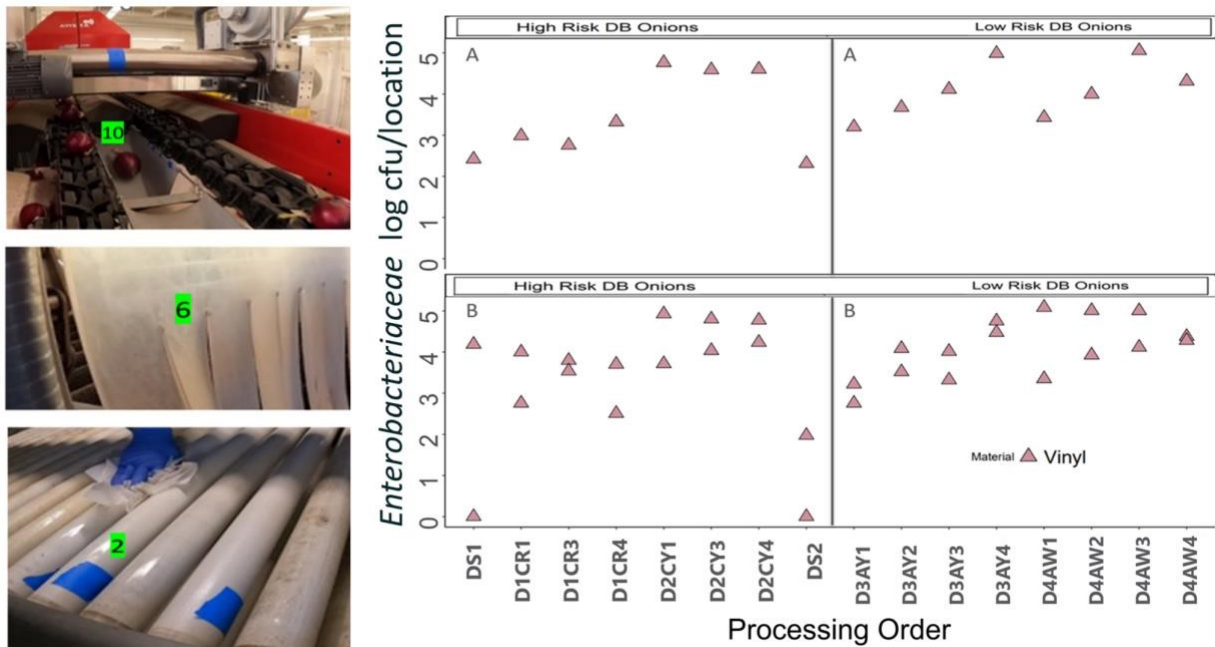 10
6
2
Enterobacteriaceae log cfu/location
High Risk DB Onions
Low Risk DB Onions
A
A
5
4
3
2
1
0
High Risk DB Onions
Low Risk DB Onions
B
B
5
4
3
2
1
0
Material Vinyl
DS1
D1CR1
D1CR3
D1CR4
D2CY1
D2CY3
D2CY4
DS2
D3AY1
D3AY2
D3AY3
D3AY4
D4AW1
D4AW2
D4AW3
D4AW4
Processing Order